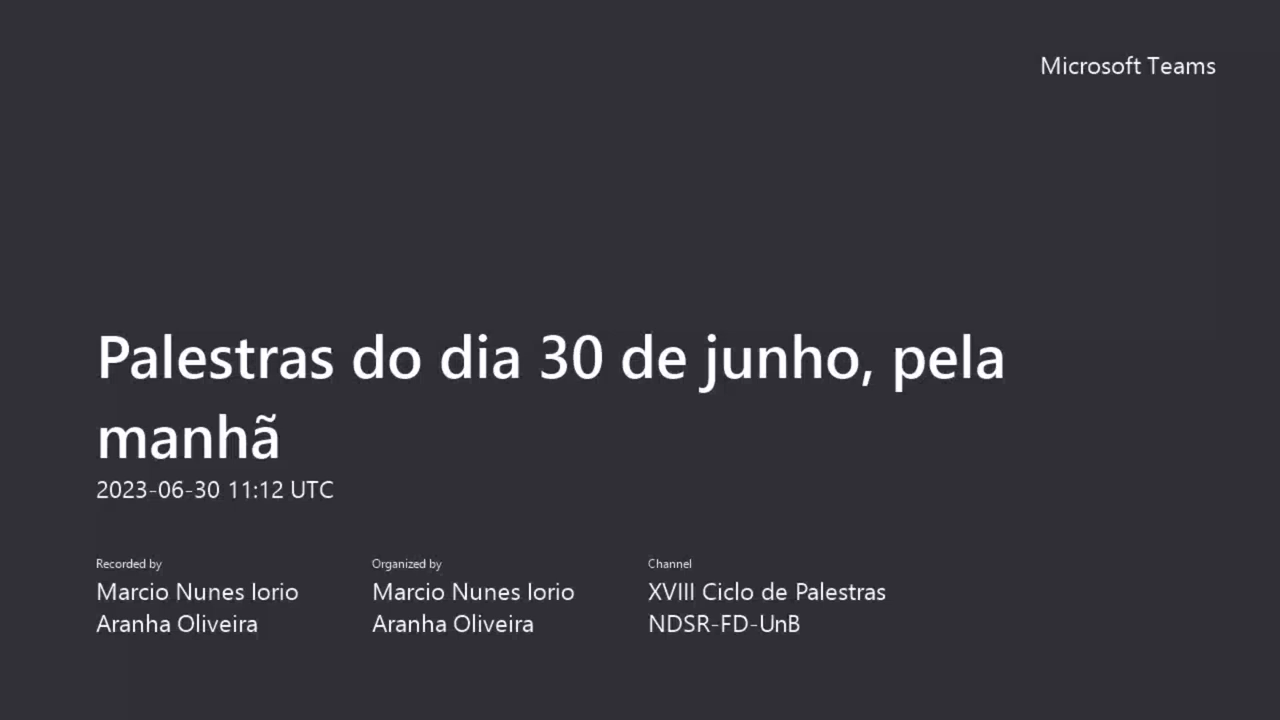 Microsoft Teams
Palestras do dia 30 de junho, pela
manhã
2023-06-30 11:12 UTC
Recorded by
Marcio Nunes Iorio
Aranha Oliveira
Organized by
Marcio Nunes Iorio
Aranha Oliveira
Channel
XVIII Ciclo de Palestras
NDSR-FD-UnB